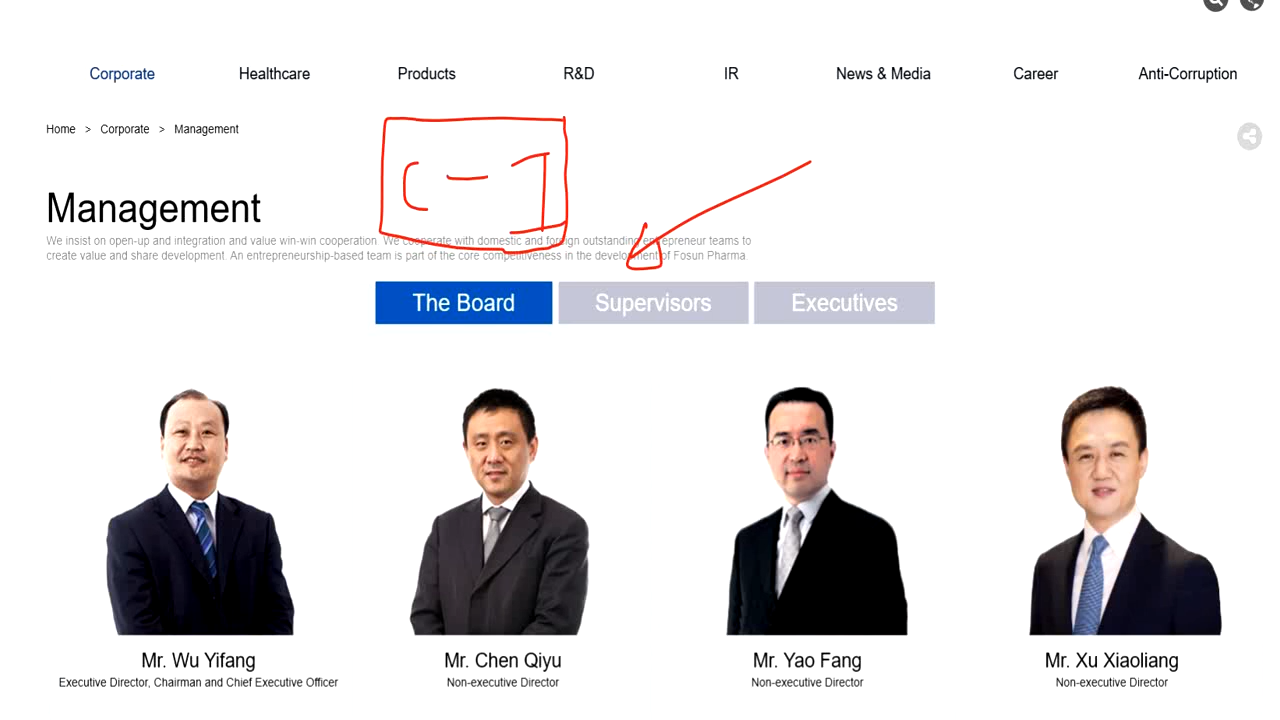 Corporate Healthcare Products R&D IR News & Media Career Anti-Corruption
Home > Corporate > Management
Management
We insist on open-up and integration and value win-win cooperation. We cooperate with domestic and foreign outstanding entrepreneur teams to
create value and share development. An entrepreneurship-based team is part of the core competitiveness in the development of Fosun Pharma
The Board Supervisors Executives
Mr. Wu Yifang Mr. Chen Qiyu Mr. Yao Fang Mr. Xu Xiaoliang
Executive Director, Chairman and Chief Executive Officer Non-executive Director Non-executive Director Non-executive Director